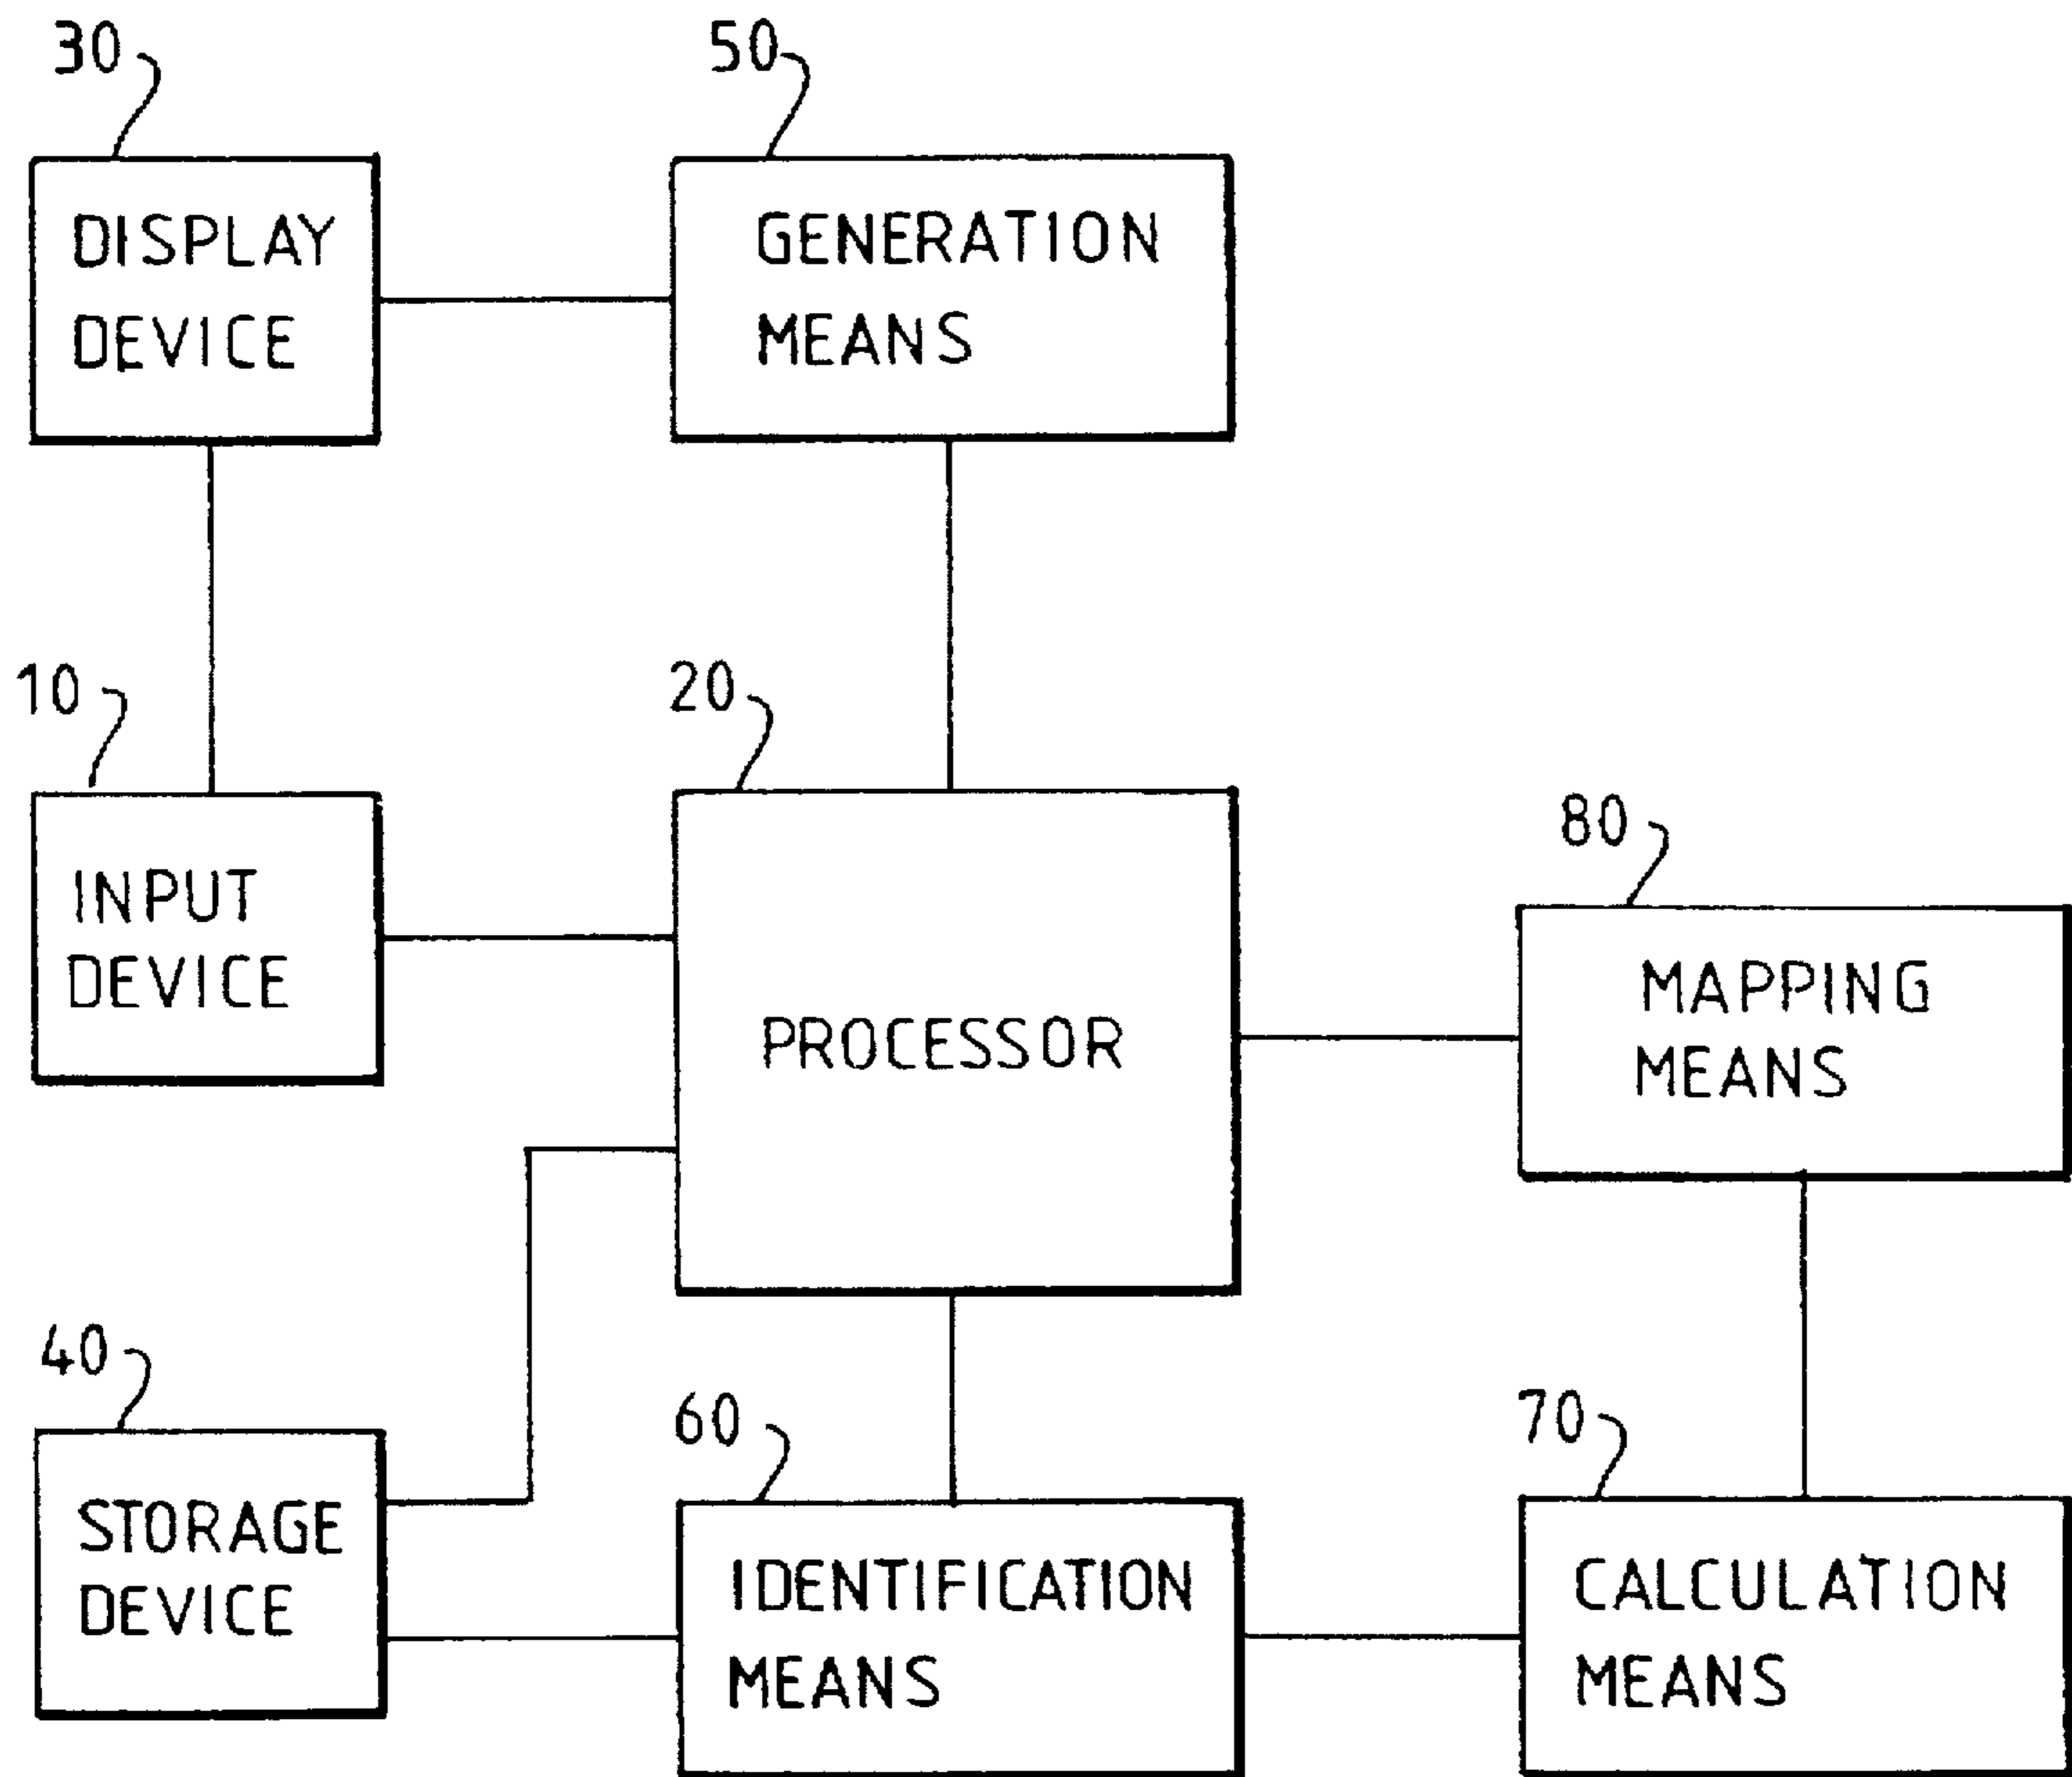 30
50
DISPLAY
DEVICE
GENERATION
MEANS
10
20
80
INPUT
DEVICE
PROCESSOR
MAPPING
MEANS
40
60
70
STORAGE
DEVICE
IDENTIFICATION
MEANS
CALCULATION
MEANS